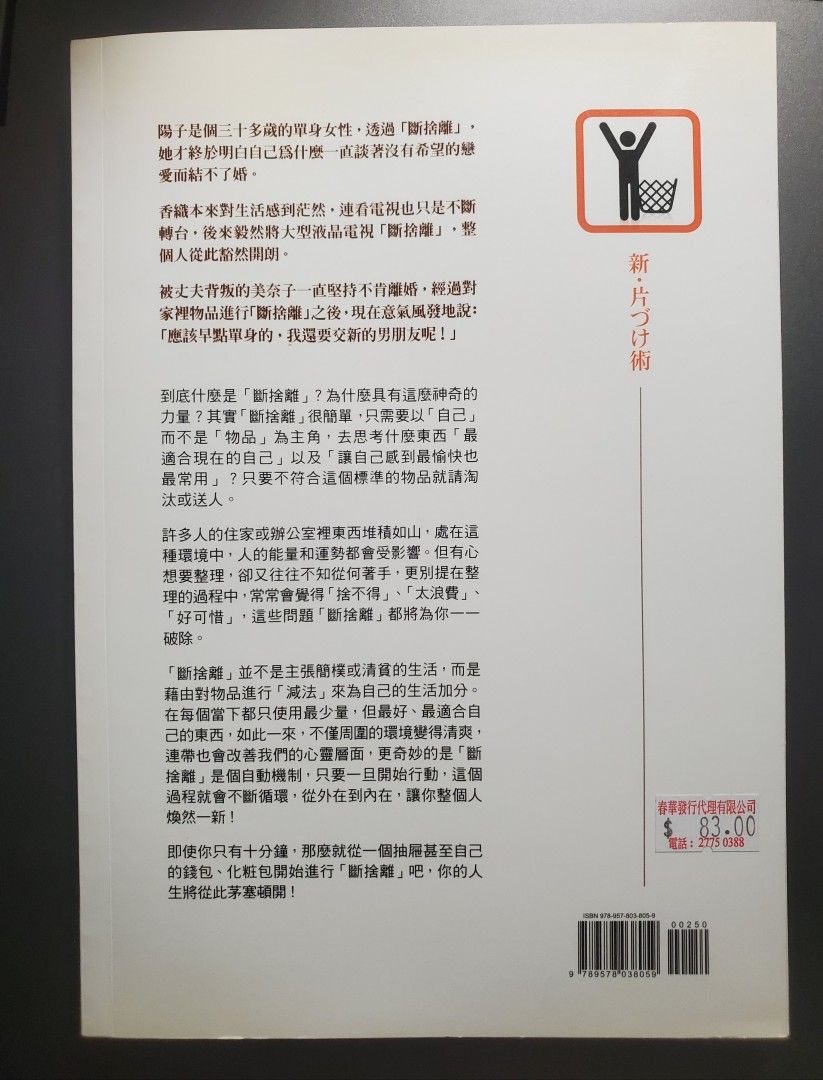 陽子是個三十多歲的單身女性，透過「斷捨離」，
她才終於明白自己為什麼一直談著沒有希望的戀
愛而結不了婚。
香織本來對生活感到茫然，連看電視也只是不斷
轉台，後來毅然將大型液晶電視「斷捨離」，整
個人從此豁然開朗。
被丈夫背叛的美奈子一直堅持不肯離婚，經過對
家裡物品進行「斷捨離」之後，現在意氣風發地說：
「應該早點單身的，我還要交新的男朋友呢！」
到底什麼是「斷捨離」？為什麼具有這麼神奇的
力量？其實「斷捨離」很簡單，只需要以「自己」
而不是「物品」為主角，去思考什麼東西「最
適合現在的自己」以及「讓自己感到最愉快也
最常用」？只要不符合這個標準的物品就請淘
汰或送人。
許多人的住家或辦公室裡東西堆積如山，處在這
種環境中，人的能量和運勢都會受影響。但有心
想要整理，卻又往往不知從何著手，更別提在整
理的過程中，常常會覺得「捨不得」、「太浪費」、
「好可惜」，這些問題「斷捨離」都將為你一一
破除。
「斷捨離」並不是主張簡樸或清貧的生活，而是
藉由對物品進行「減法」來為自己的生活加分。
在每個當下都只使用最少量，但最好、最適合自
己的東西，如此一來，不僅周圍的環境變得清爽，
連帶也會改善我們的心靈層面，更奇妙的是「斷
捨離」是個自動機制，只要一旦開始行動，這個
過程就會不斷循環，從外在到內在，讓你整個人
煥然一新！
即使你只有十分鐘，那麼就從一個抽屜甚至自己
的錢包、化粧包開始進行「斷捨離」吧，你的人
生將從此茅塞頓開！
新・片づけ術
春華發行代理有限公司
$ 83.00
電話：2775 0388
ISBN 978-957-803-805-9
00250
9 789578 038059